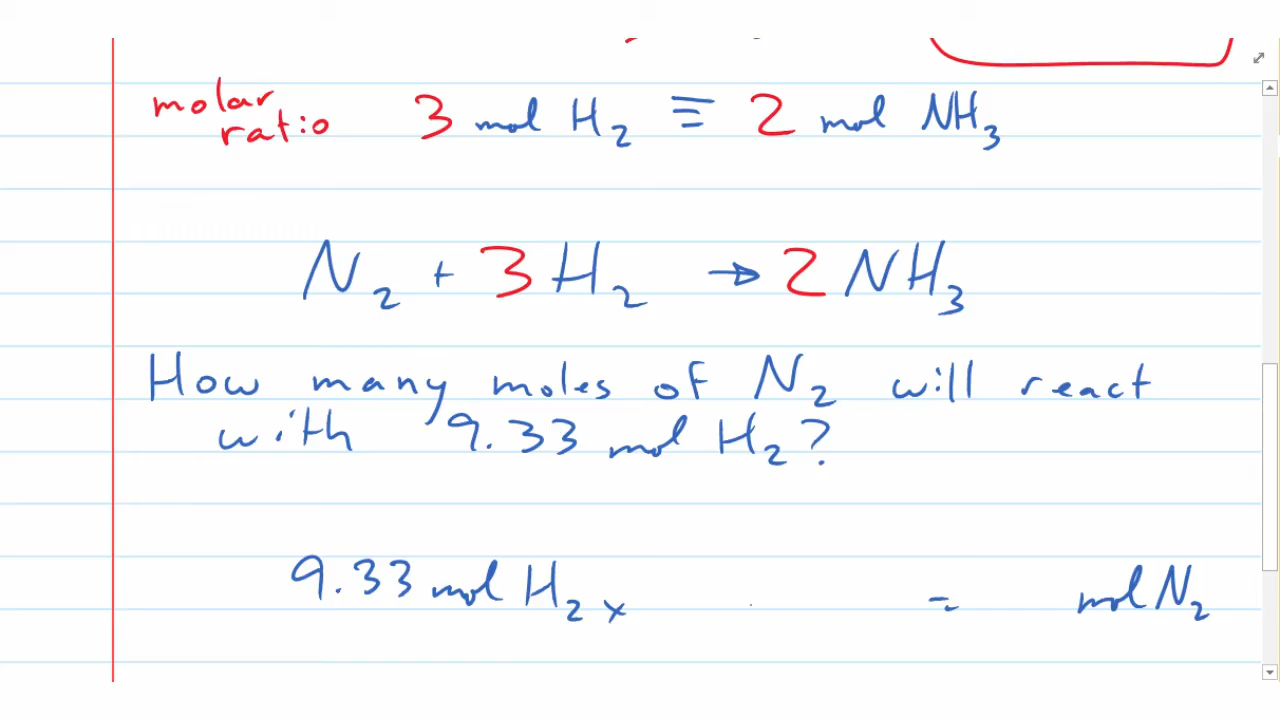 molar
ratio 3 mol H₂ ≡ 2 mol NH₃
N₂ + 3H₂ → 2NH₃
How many moles of N₂ will react
with 9.33 mol H₂?
9.33 mol H₂ x = mol N₂